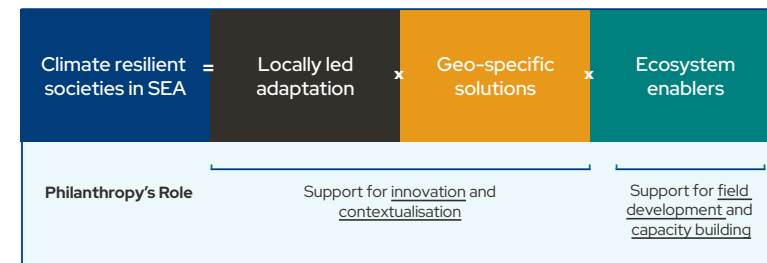 Climate resilient
societies in SEA
=
Locally led
adaptation
x
Geo-specific
solutions
x
Ecosystem
enablers
Philanthropy's Role
Support for innovation and
contextualisation
Support for field
development and
capacity building